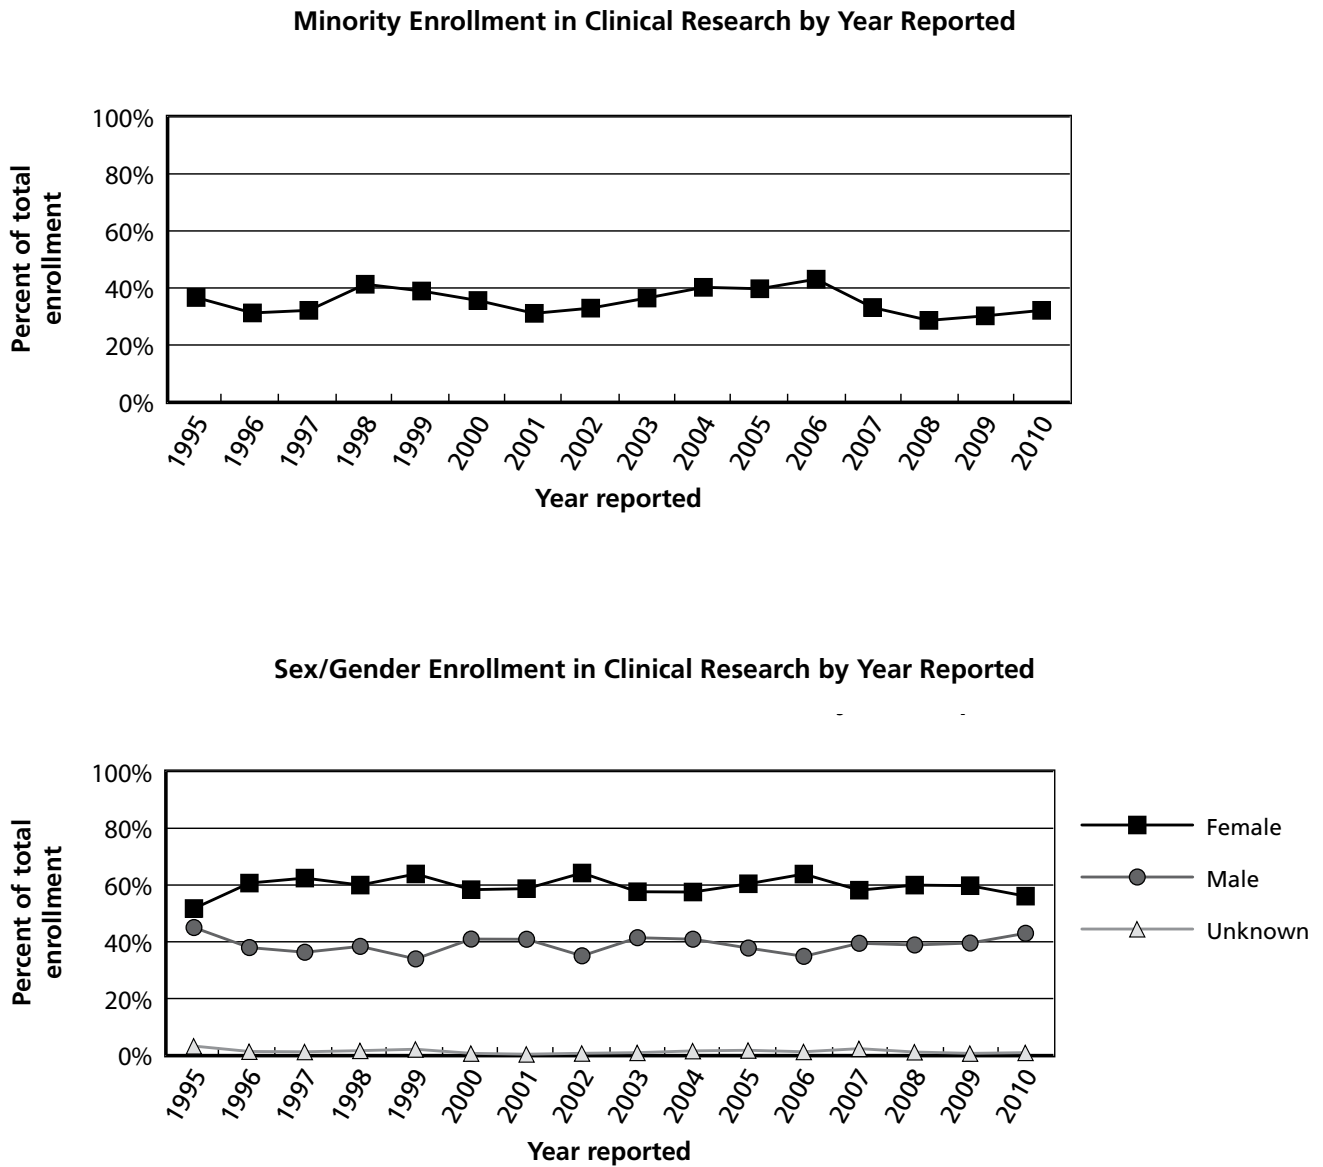 Minority Enrollment in Clinical Research by Year Reported
Percent of total
enrollment
100%
80%
60%
40%
20%
0%
1995 1996 1997 1998 1999 2000 2001 2002 2003 2004 2005 2006 2007 2008 2009 2010
Year reported
Sex/Gender Enrollment in Clinical Research by Year Reported
Percent of total
enrollment
100%
80%
60%
40%
20%
0%
1995 1996 1997 1998 1999 2000 2001 2002 2003 2004 2005 2006 2007 2008 2009 2010
Year reported
Female
Male
Unknown